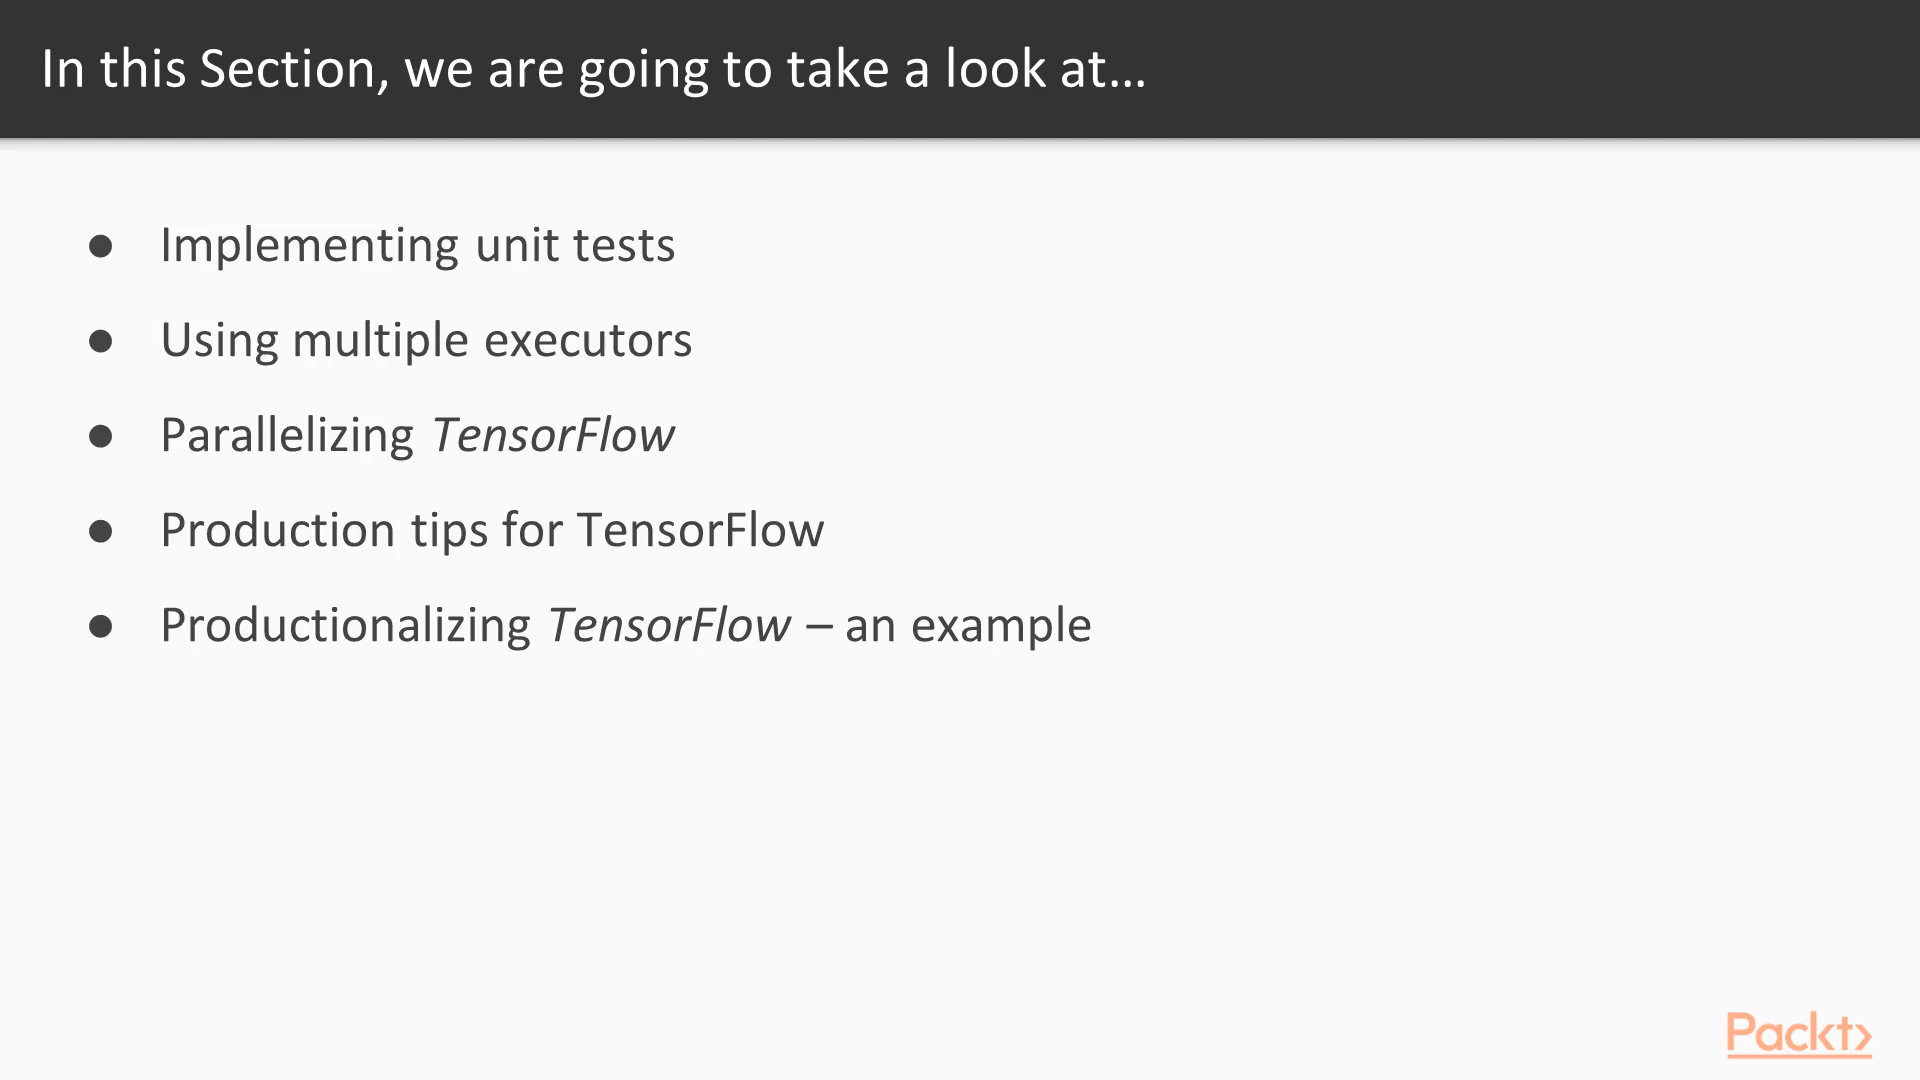 In this Section, we are going to take a look at...
● Implementing unit tests
● Using multiple executors
● Parallelizing TensorFlow
● Production tips for TensorFlow
● Productionalizing TensorFlow – an example
Packt>